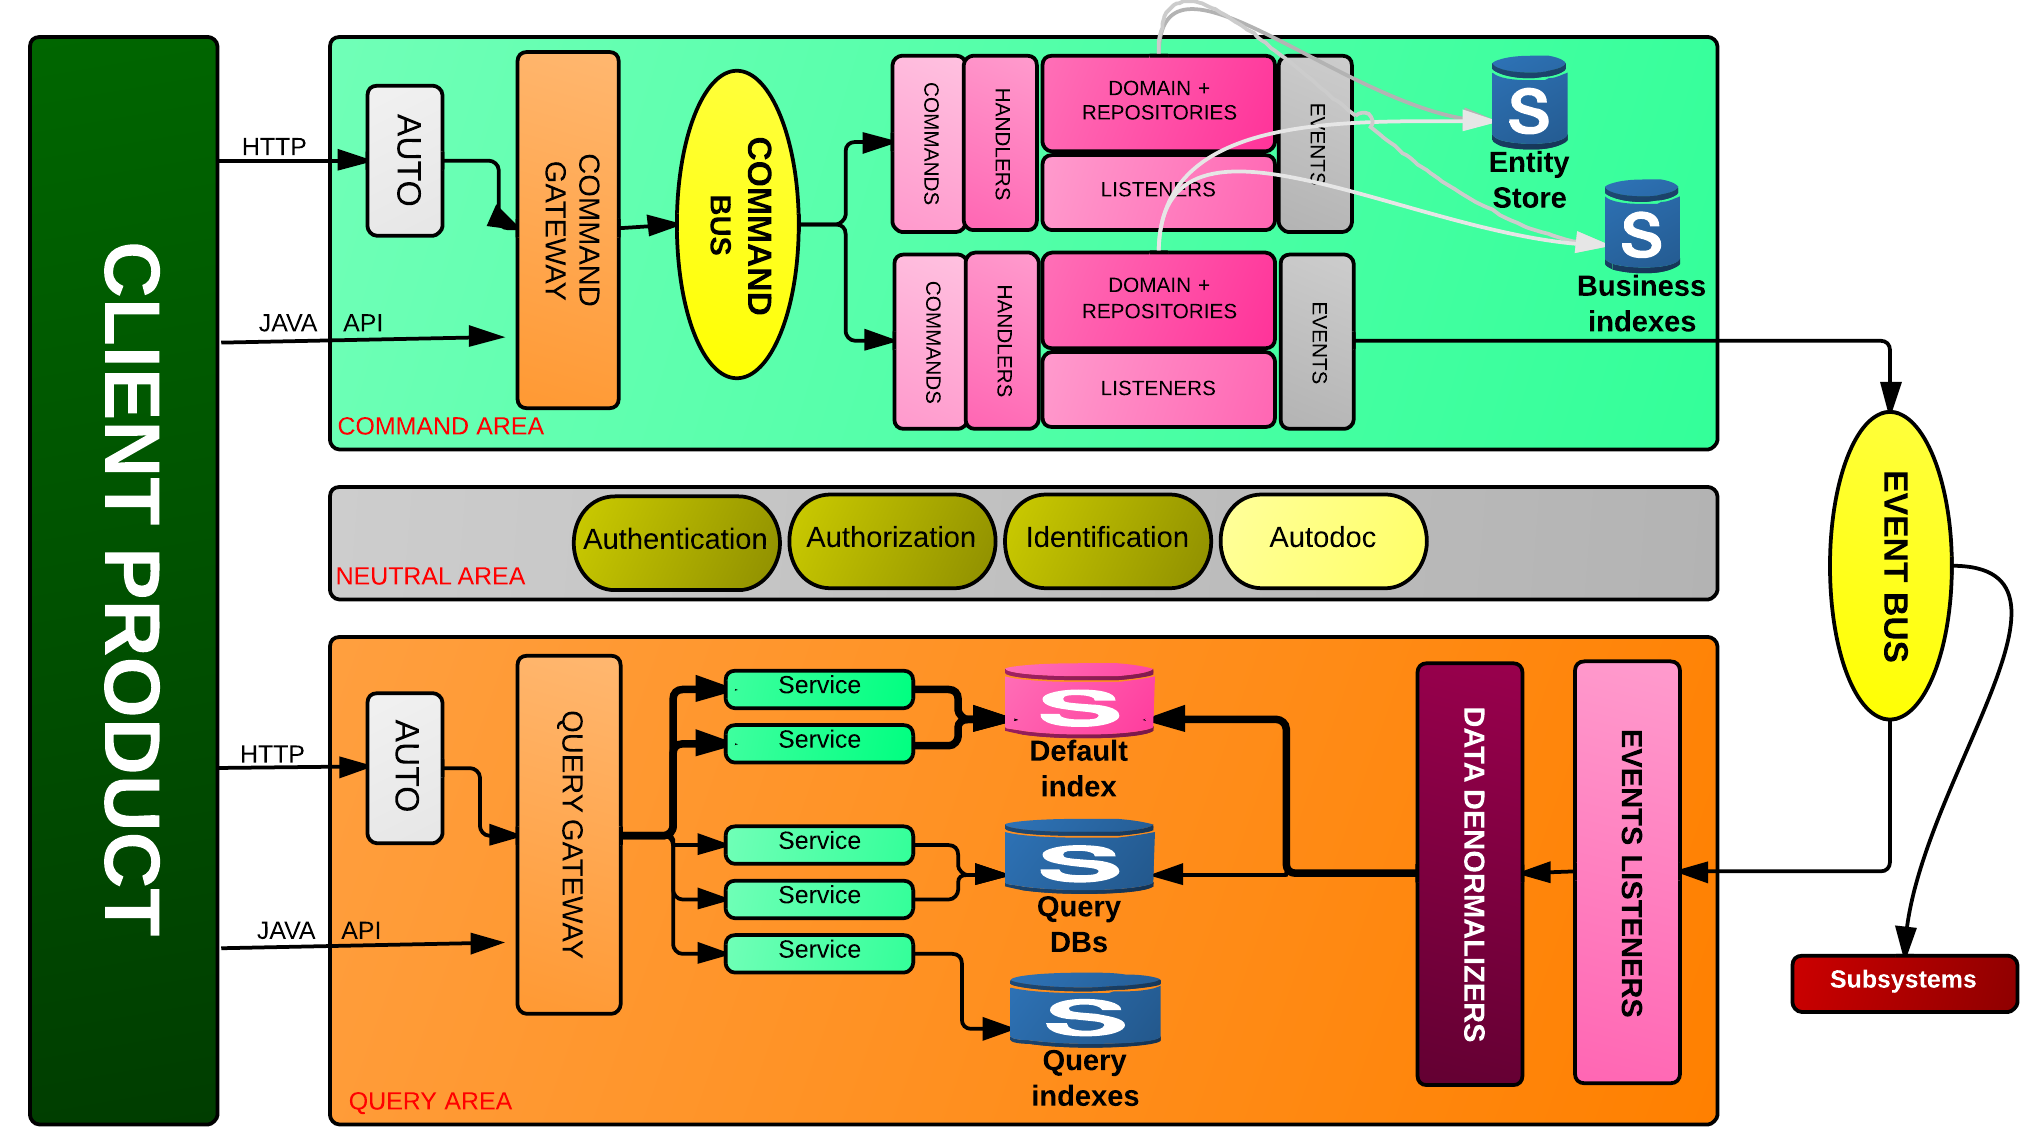 CLIENT PRODUCT
HTTP
JAVA API
AUTO
COMMAND
GATEWAY
COMMAND
BUS
COMMANDS
HANDLERS
DOMAIN +
REPOSITORIES
LISTENERS
EVENTS
COMMANDS
HANDLERS
DOMAIN +
REPOSITORIES
LISTENERS
EVENTS
S
Entity
Store
S
Business
indexes
COMMAND AREA
Authentication
Authorization
Identification
Autodoc
NEUTRAL AREA
EVENT BUS
HTTP
JAVA API
AUTO
QUERY GATEWAY
Service
Service
Service
Service
Service
S
Default
index
S
Query
DBs
S
Query
indexes
DATA DENORMALIZERS
EVENTS LISTENERS
Subsystems
QUERY AREA